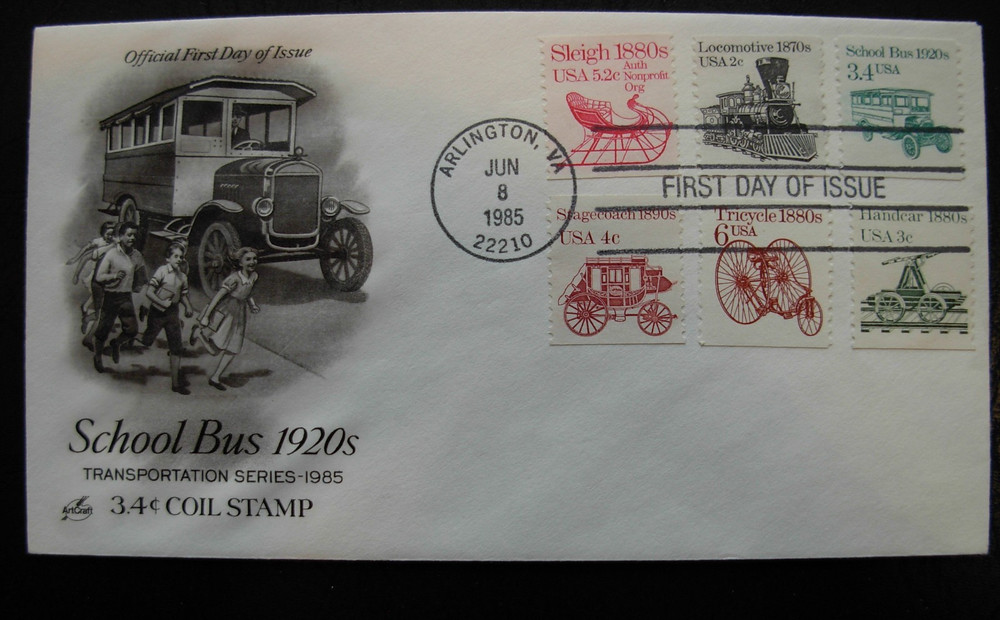 Official First Day of Issue
School Bus 1920s
TRANSPORTATION SERIES-1985
ArtCraft
3.4¢ COIL STAMP
ARLINGTON, VA
JUN
8
1985
22210
FIRST DAY OF ISSUE
Sleigh 1880s
USA 5.2c
Auth
Nonprofit
Org
Locomotive 1870s
USA 2c
School Bus 1920s
3.4 USA
Stagecoach 1890s
USA 4c
Tricycle 1880s
6 USA
Handcar 1880s
USA 3c